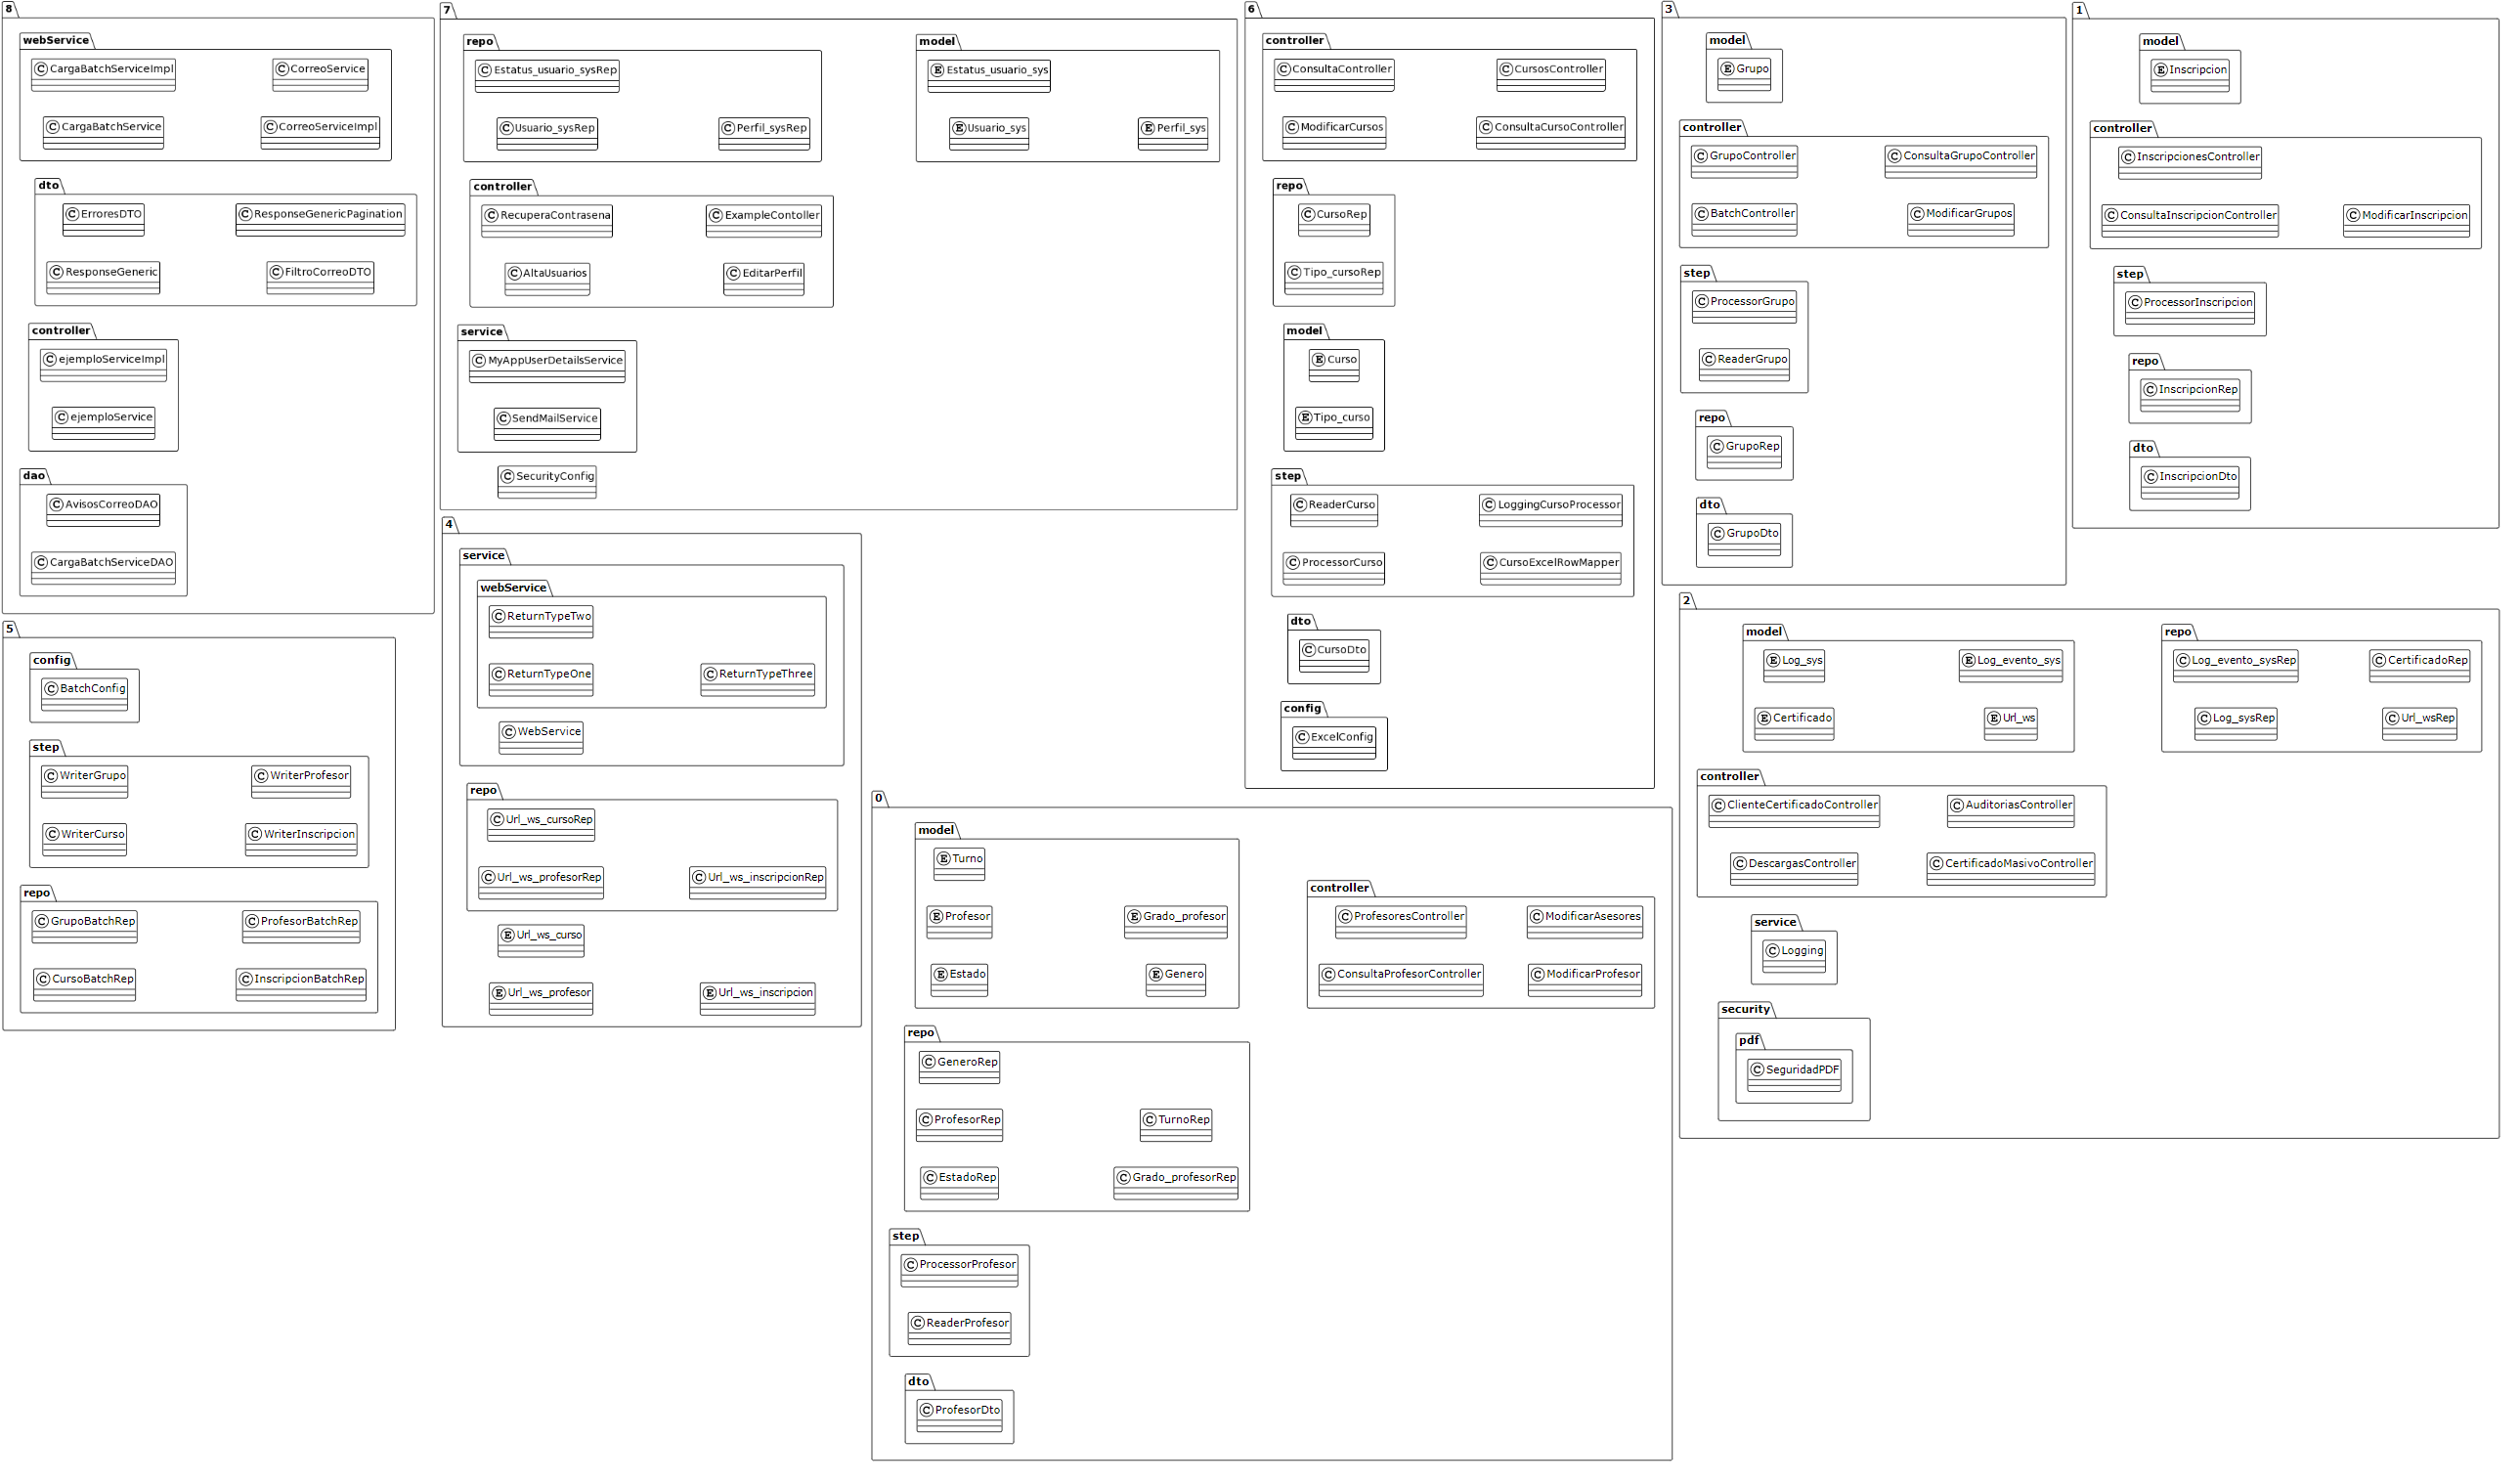 8
webService
CargaBatchServiceImpl
CorreoService
CargaBatchService
CorreoServiceImpl
dto
ErroresDTO
ResponseGenericPagination
ResponseGeneric
FiltroCorreoDTO
controller
ejemploServiceImpl
ejemploService
dao
AvisosCorreoDAO
CargaBatchServiceDAO
7
repo
Estatus_usuario_sysRep
Usuario_sysRep
Perfil_sysRep
model
Estatus_usuario_sys
Usuario_sys
Perfil_sys
controller
RecuperaContrasena
ExampleContoller
AltaUsuarios
EditarPerfil
service
MyAppUserDetailsService
SendMailService
SecurityConfig
6
controller
ConsultaController
CursosController
ModificarCursos
ConsultaCursoController
repo
CursoRep
Tipo_cursoRep
model
Curso
Tipo_curso
step
ReaderCurso
LoggingCursoProcessor
ProcessorCurso
CursoExcelRowMapper
dto
CursoDto
config
ExcelConfig
3
model
Grupo
controller
GrupoController
ConsultaGrupoController
BatchController
ModificarGrupos
step
ProcessorGrupo
ReaderGrupo
repo
GrupoRep
dto
GrupoDto
1
model
Inscripcion
controller
InscripcionesController
ConsultaInscripcionController
ModificarInscripcion
step
ProcessorInscripcion
repo
InscripcionRep
dto
InscripcionDto
5
config
BatchConfig
step
WriterGrupo
WriterProfesor
WriterCurso
WriterInscripcion
repo
GrupoBatchRep
ProfesorBatchRep
CursoBatchRep
InscripcionBatchRep
4
service
webService
ReturnTypeTwo
ReturnTypeOne
ReturnTypeThree
WebService
repo
Url_ws_cursoRep
Url_ws_profesorRep
Url_ws_inscripcionRep
Url_ws_curso
Url_ws_profesor
Url_ws_inscripcion
0
model
Turno
Profesor
Grado_profesor
Estado
Genero
controller
ProfesoresController
ModificarAsesores
ConsultaProfesorController
ModificarProfesor
repo
GeneroRep
ProfesorRep
TurnoRep
EstadoRep
Grado_profesorRep
step
ProcessorProfesor
ReaderProfesor
dto
ProfesorDto
2
model
Log_sys
Log_evento_sys
Certificado
Url_ws
repo
Log_evento_sysRep
CertificadoRep
Log_sysRep
Url_wsRep
controller
ClienteCertificadoController
AuditoriasController
DescargasController
CertificadoMasivoController
service
Logging
security
pdf
SeguridadPDF